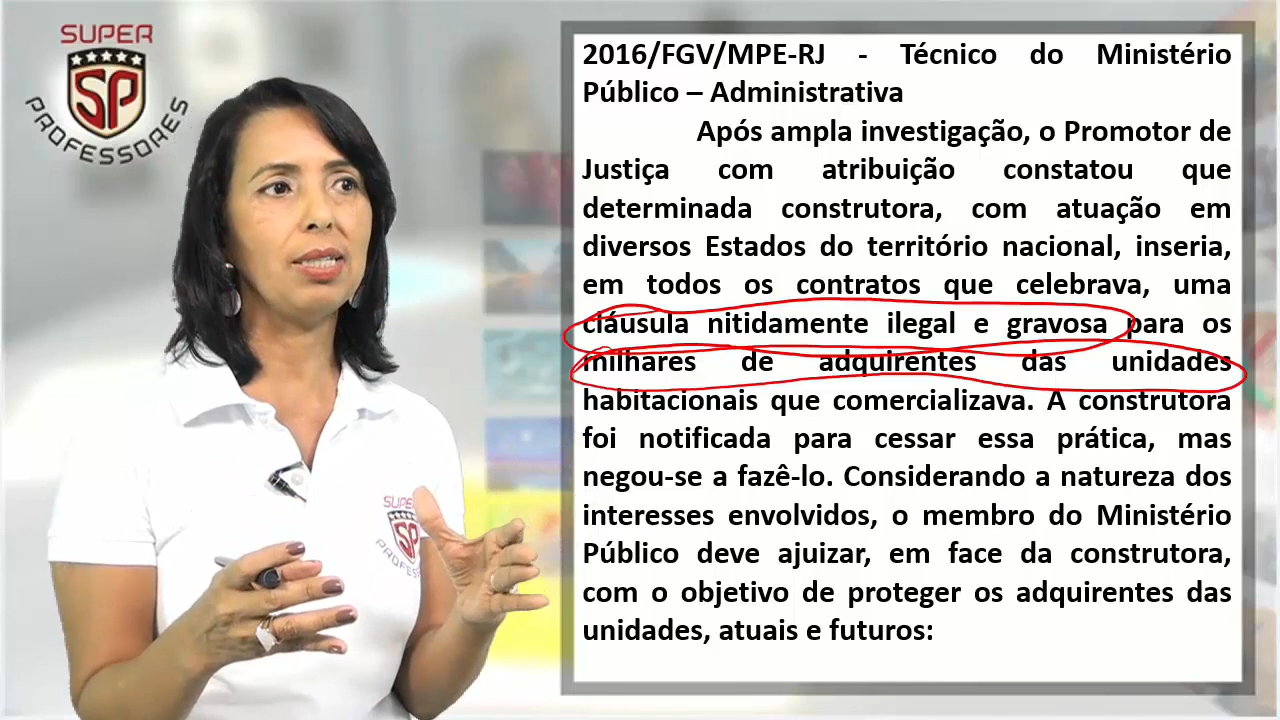 SUPER
SP
PROFESSORES
2016/FGV/MPE-RJ - Técnico do Ministério
Público – Administrativa
Após ampla investigação, o Promotor de
Justiça com atribuição constatou que
determinada construtora, com atuação em
diversos Estados do território nacional, inseria,
em todos os contratos que celebrava, uma
cláusula nitidamente ilegal e gravosa para os
milhares de adquirentes das unidades
habitacionais que comercializava. A construtora
foi notificada para cessar essa prática, mas
negou-se a fazê-lo. Considerando a natureza dos
interesses envolvidos, o membro do Ministério
Público deve ajuizar, em face da construtora,
com o objetivo de proteger os adquirentes das
unidades, atuais e futuros:
SUPER
SP